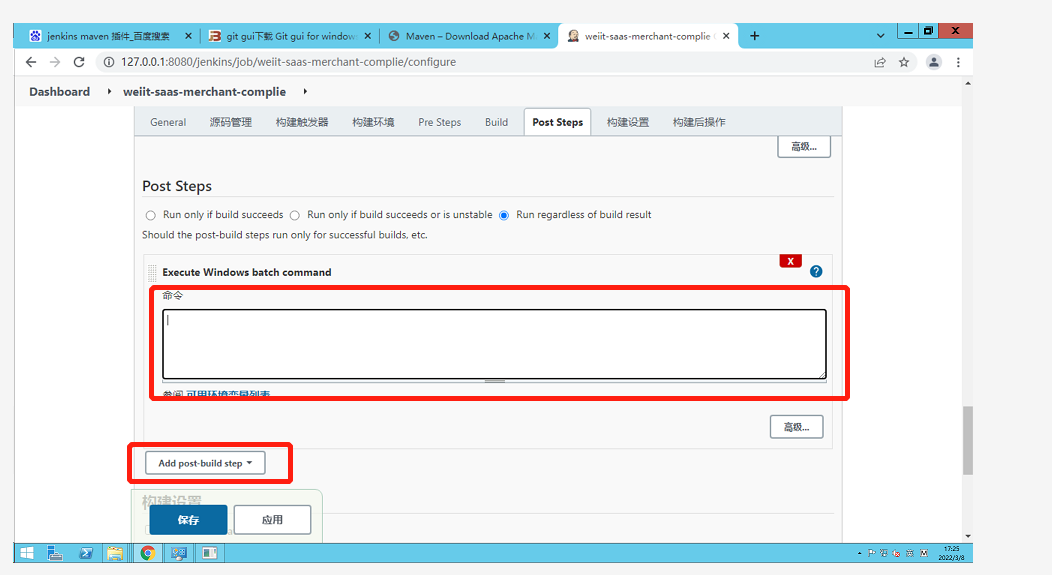 jenkins maven 插件_百度搜索
git gui下载 Git gui for window
Maven – Download Apache M
weiit-saas-merchant-complie
127.0.0.1:8080/jenkins/job/weiit-saas-merchant-complie/configure
Dashboard
weiit-saas-merchant-complie
General
源码管理
构建触发器
构建环境
Pre Steps
Build
Post Steps
构建设置
构建后操作
高级...
Post Steps
Run only if build succeeds
Run only if build succeeds or is unstable
Run regardless of build result
Should the post-build steps run only for successful builds, etc.
X
Execute Windows batch command
?
命令
参阅 可用环境变量列表
高级...
Add post-build step
构建设置
保存
应用
17:25
2022/3/8